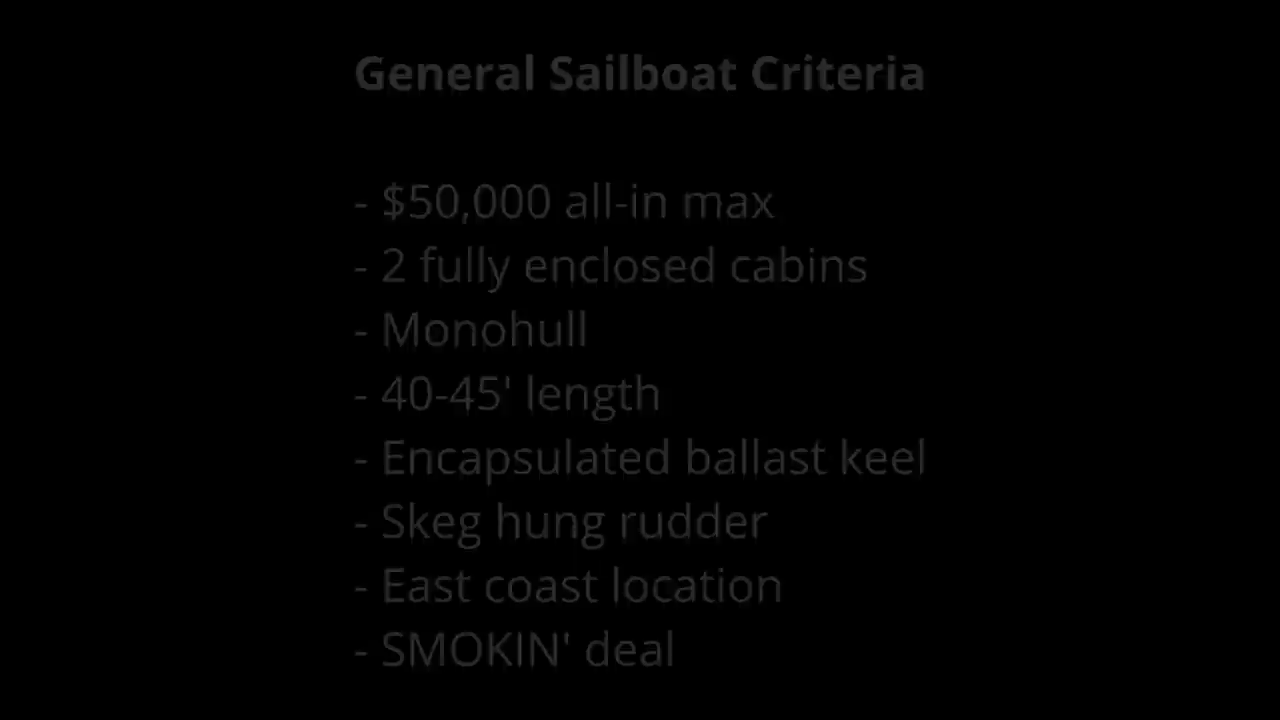 General Sailboat Criteria
- $50,000 all-in max
- 2 fully enclosed cabins
- Monohull
- 40-45' length
- Encapsulated ballast keel
- Skeg hung rudder
- East coast location
- SMOKIN' deal